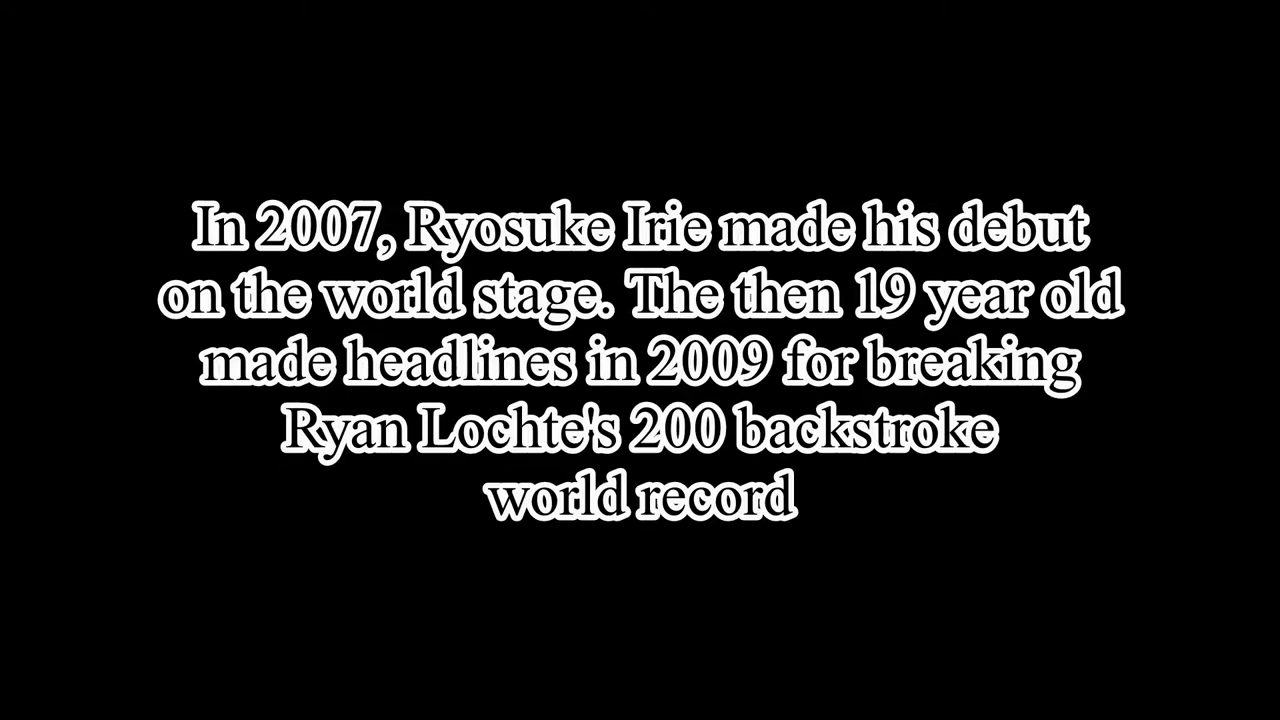 In 2007, Ryosuke Irie made his debut
on the world stage. The then 19 year old
made headlines in 2009 for breaking
Ryan Lochte's 200 backstroke
world record